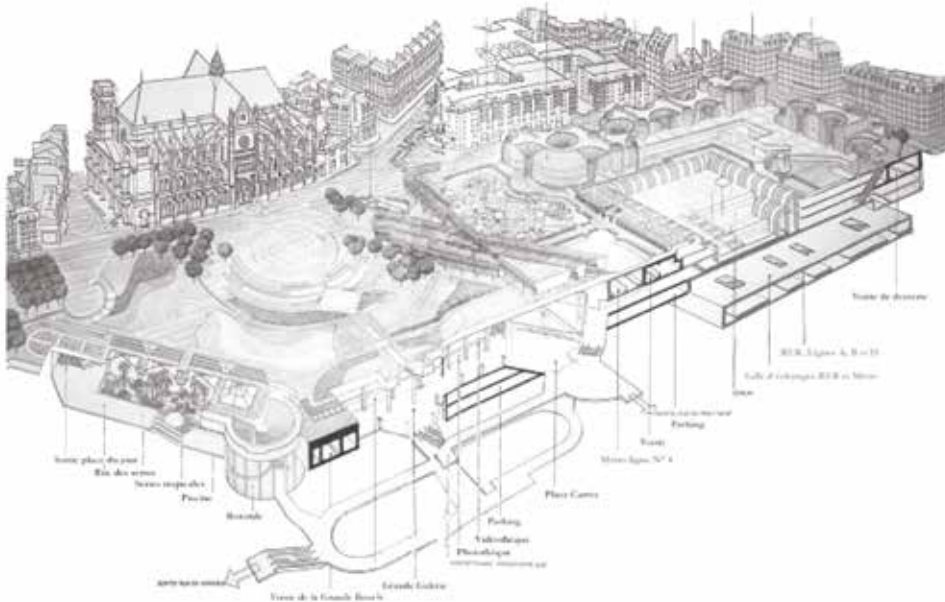 Voirie de desserte
RER, Lignes A, B et D
Salle d'échanges RER et Métro
Parking
Voirie
Métro ligne Nº 4
Sortie place du jour
Rue des serres
Serres tropicales
Piscine
Rotonde
Place Carrée
Parking
Vidéothèque
Photothèque
Grande Galerie
Voirie de la Grande Boucle